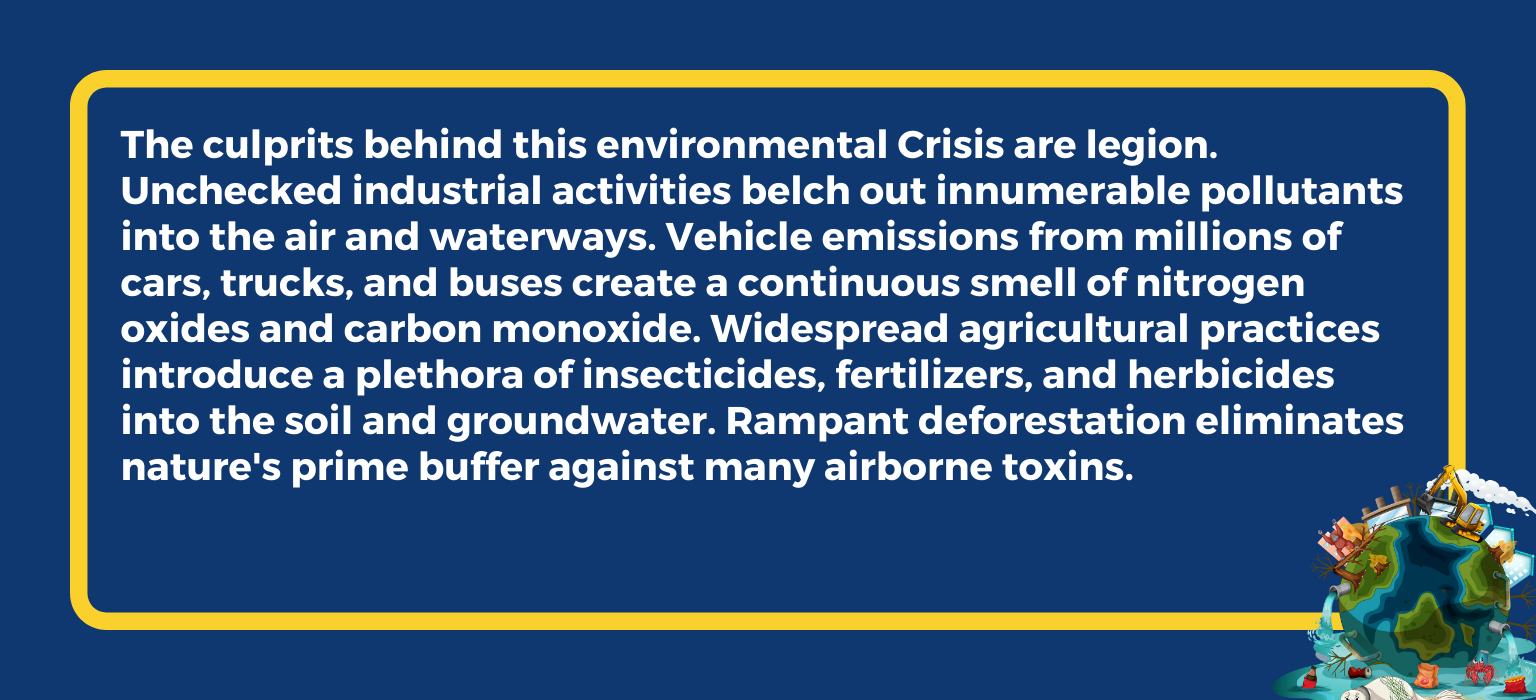 The culprits behind this environmental Crisis are legion.
Unchecked industrial activities belch out innumerable pollutants
into the air and waterways. Vehicle emissions from millions of
cars, trucks, and buses create a continuous smell of nitrogen
oxides and carbon monoxide. Widespread agricultural practices
introduce a plethora of insecticides, fertilizers, and herbicides
into the soil and groundwater. Rampant deforestation eliminates
nature's prime buffer against many airborne toxins.